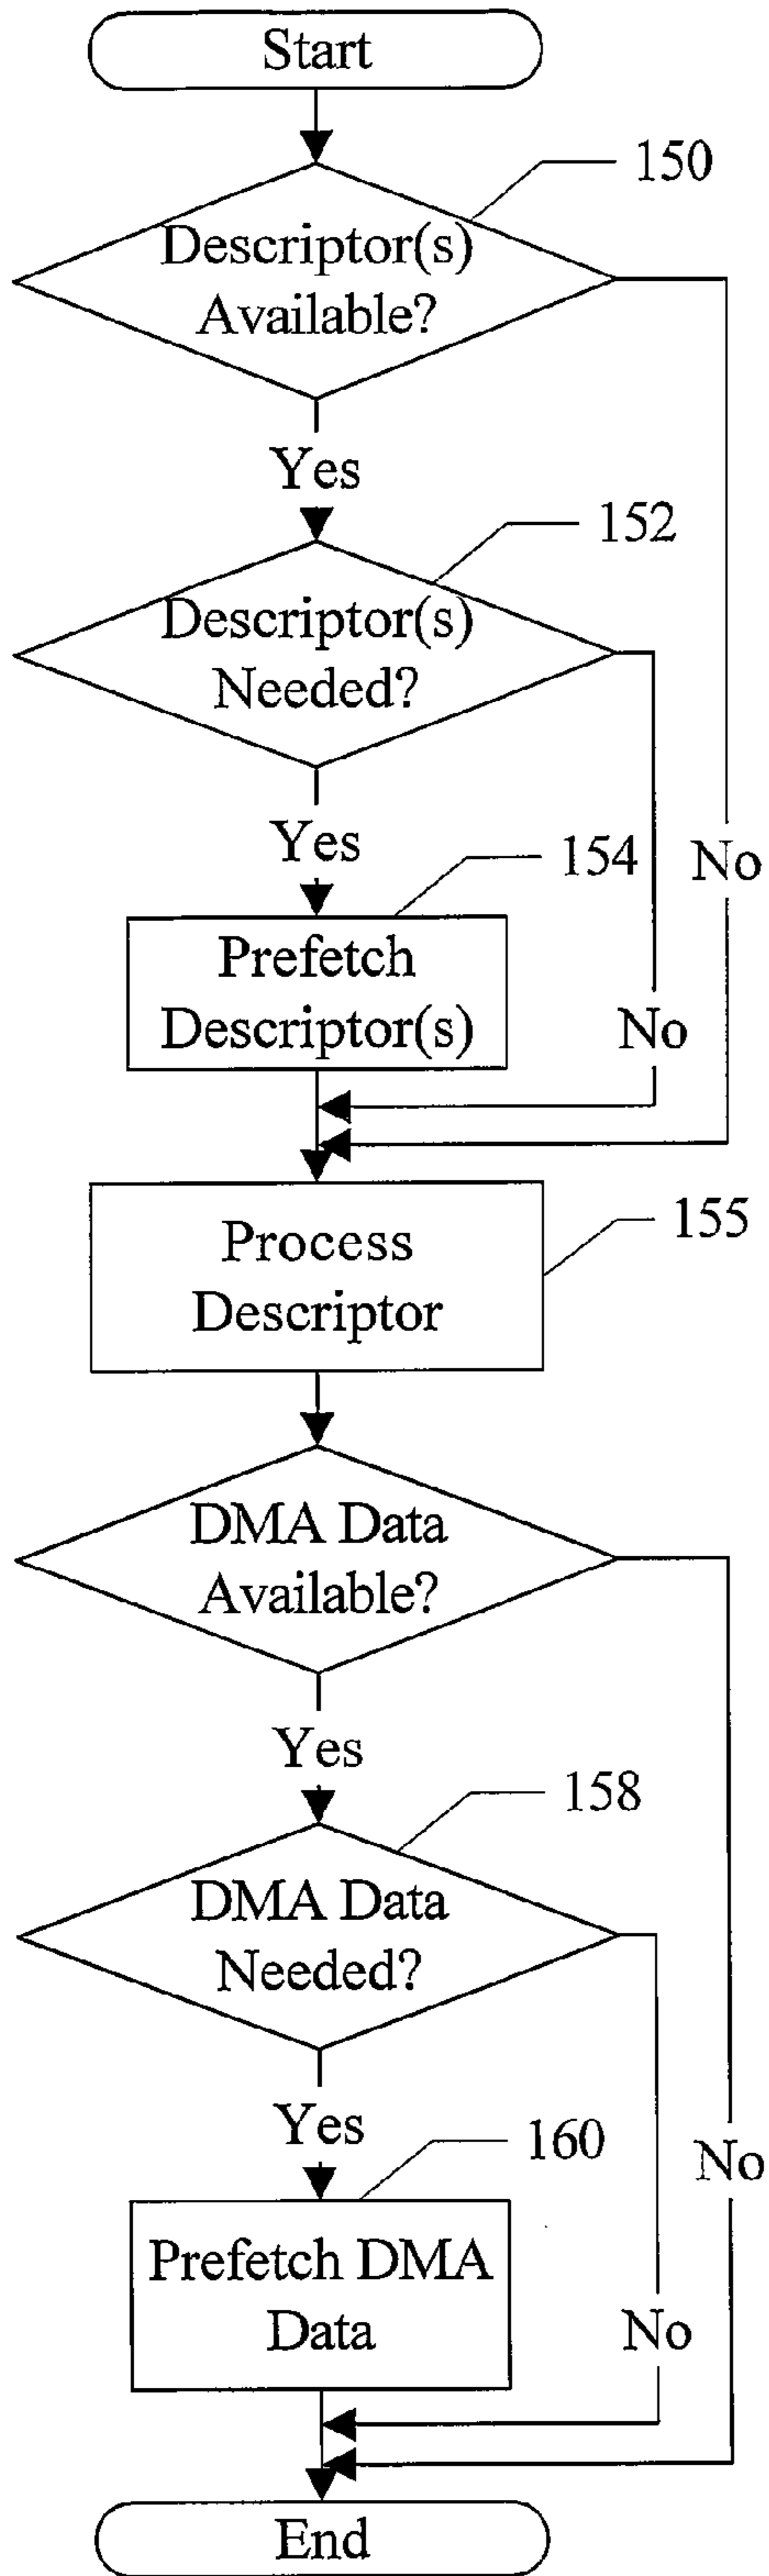 Start
150
Descriptor(s)
Available?
Yes
152
Descriptor(s)
Needed?
Yes
154
No
Prefetch
Descriptor(s)
No
155
Process
Descriptor
DMA Data
Available?
Yes
158
DMA Data
Needed?
Yes
160
No
Prefetch DMA
Data
No
End